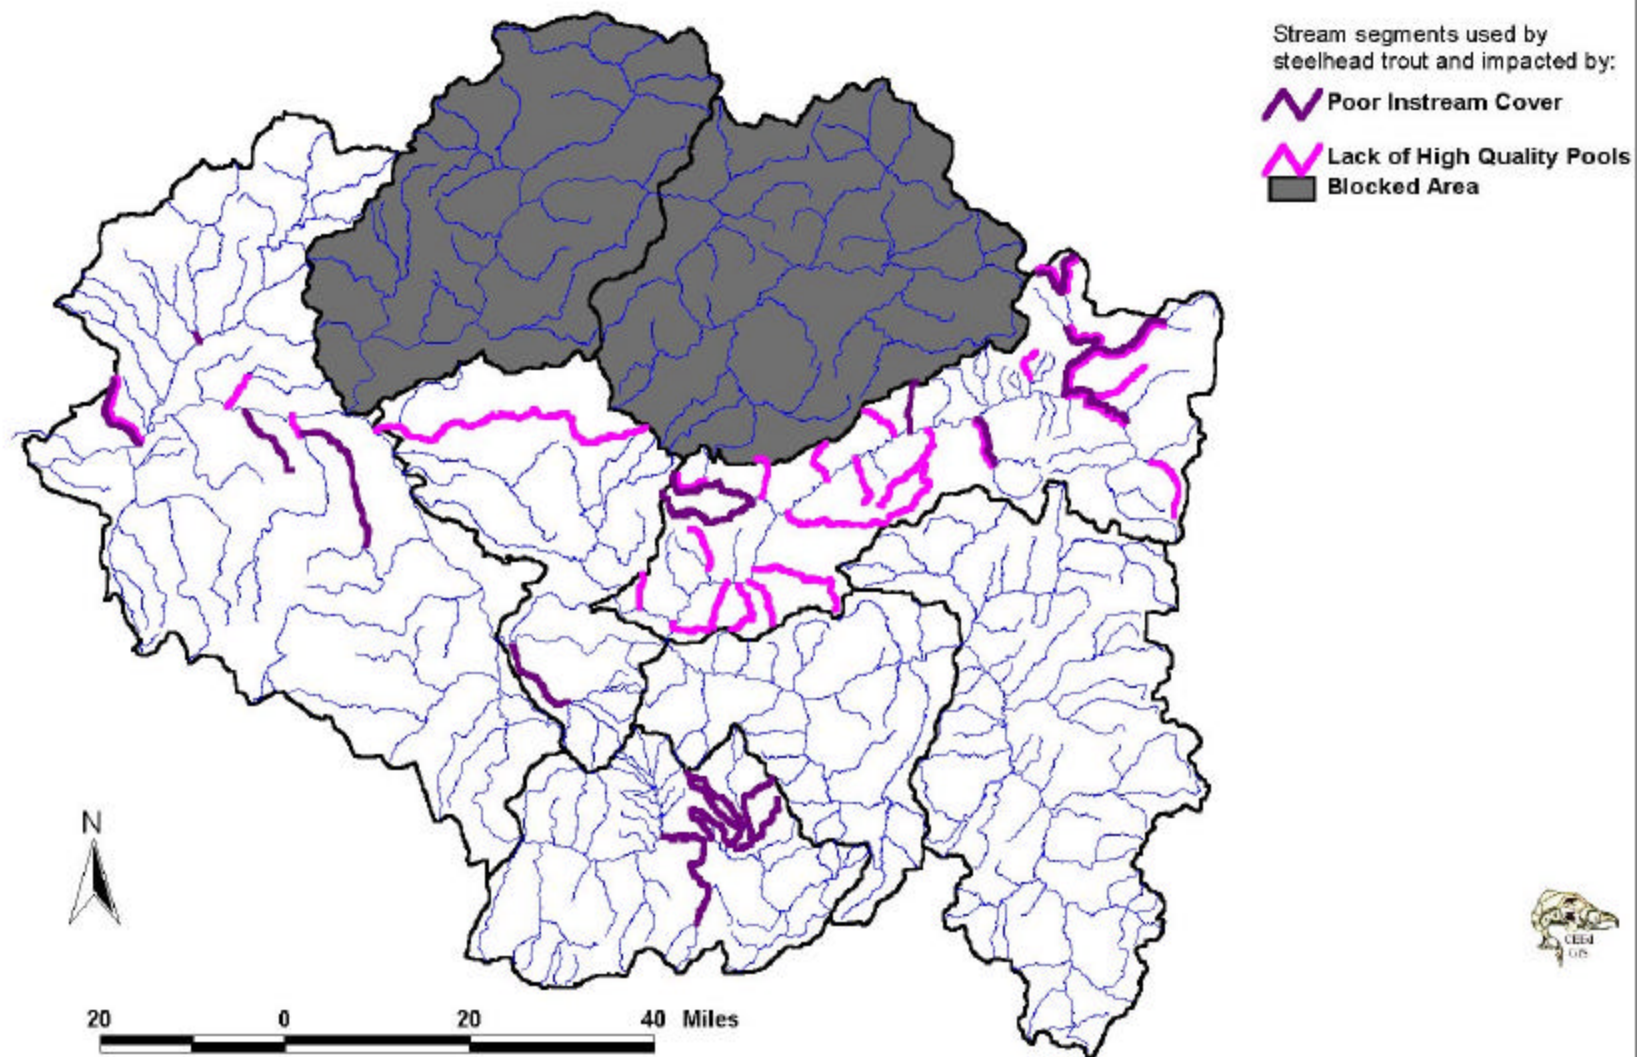 Stream segments used by
steelhead trout and impacted by:
Poor Instream Cover
Lack of High Quality Pools
Blocked Area
N
20 0 20 40 Miles